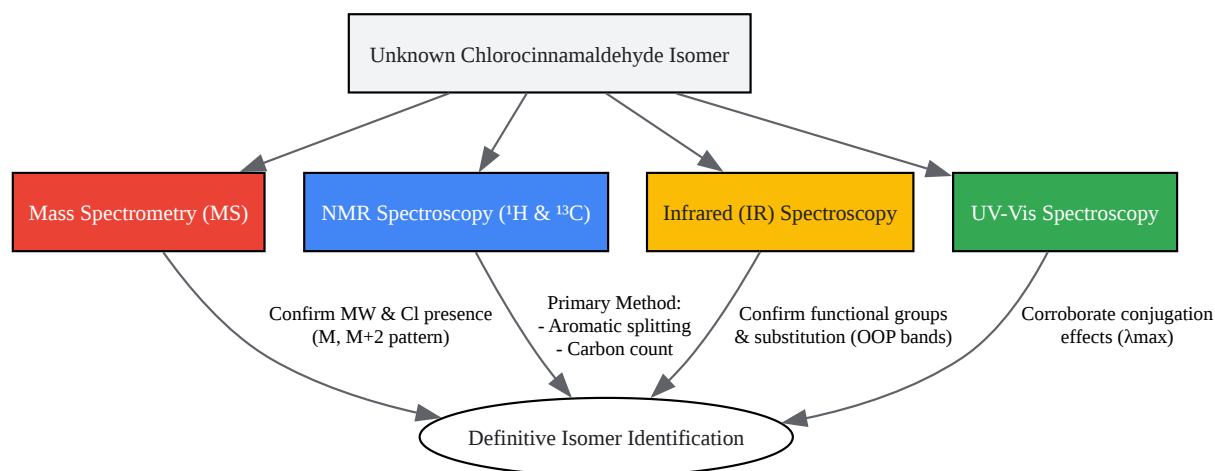 Unknown Chlorocinnamaldehyde Isomer
Mass Spectrometry (MS)
NMR Spectroscopy (¹H & ¹³C)
Infrared (IR) Spectroscopy
UV-Vis Spectroscopy
Confirm MW & Cl presence
(M, M+2 pattern)
Primary Method:
- Aromatic splitting
- Carbon count
Confirm functional groups
& substitution (OOP bands)
Corroborate conjugation
effects (λmax)
Definitive Isomer Identification